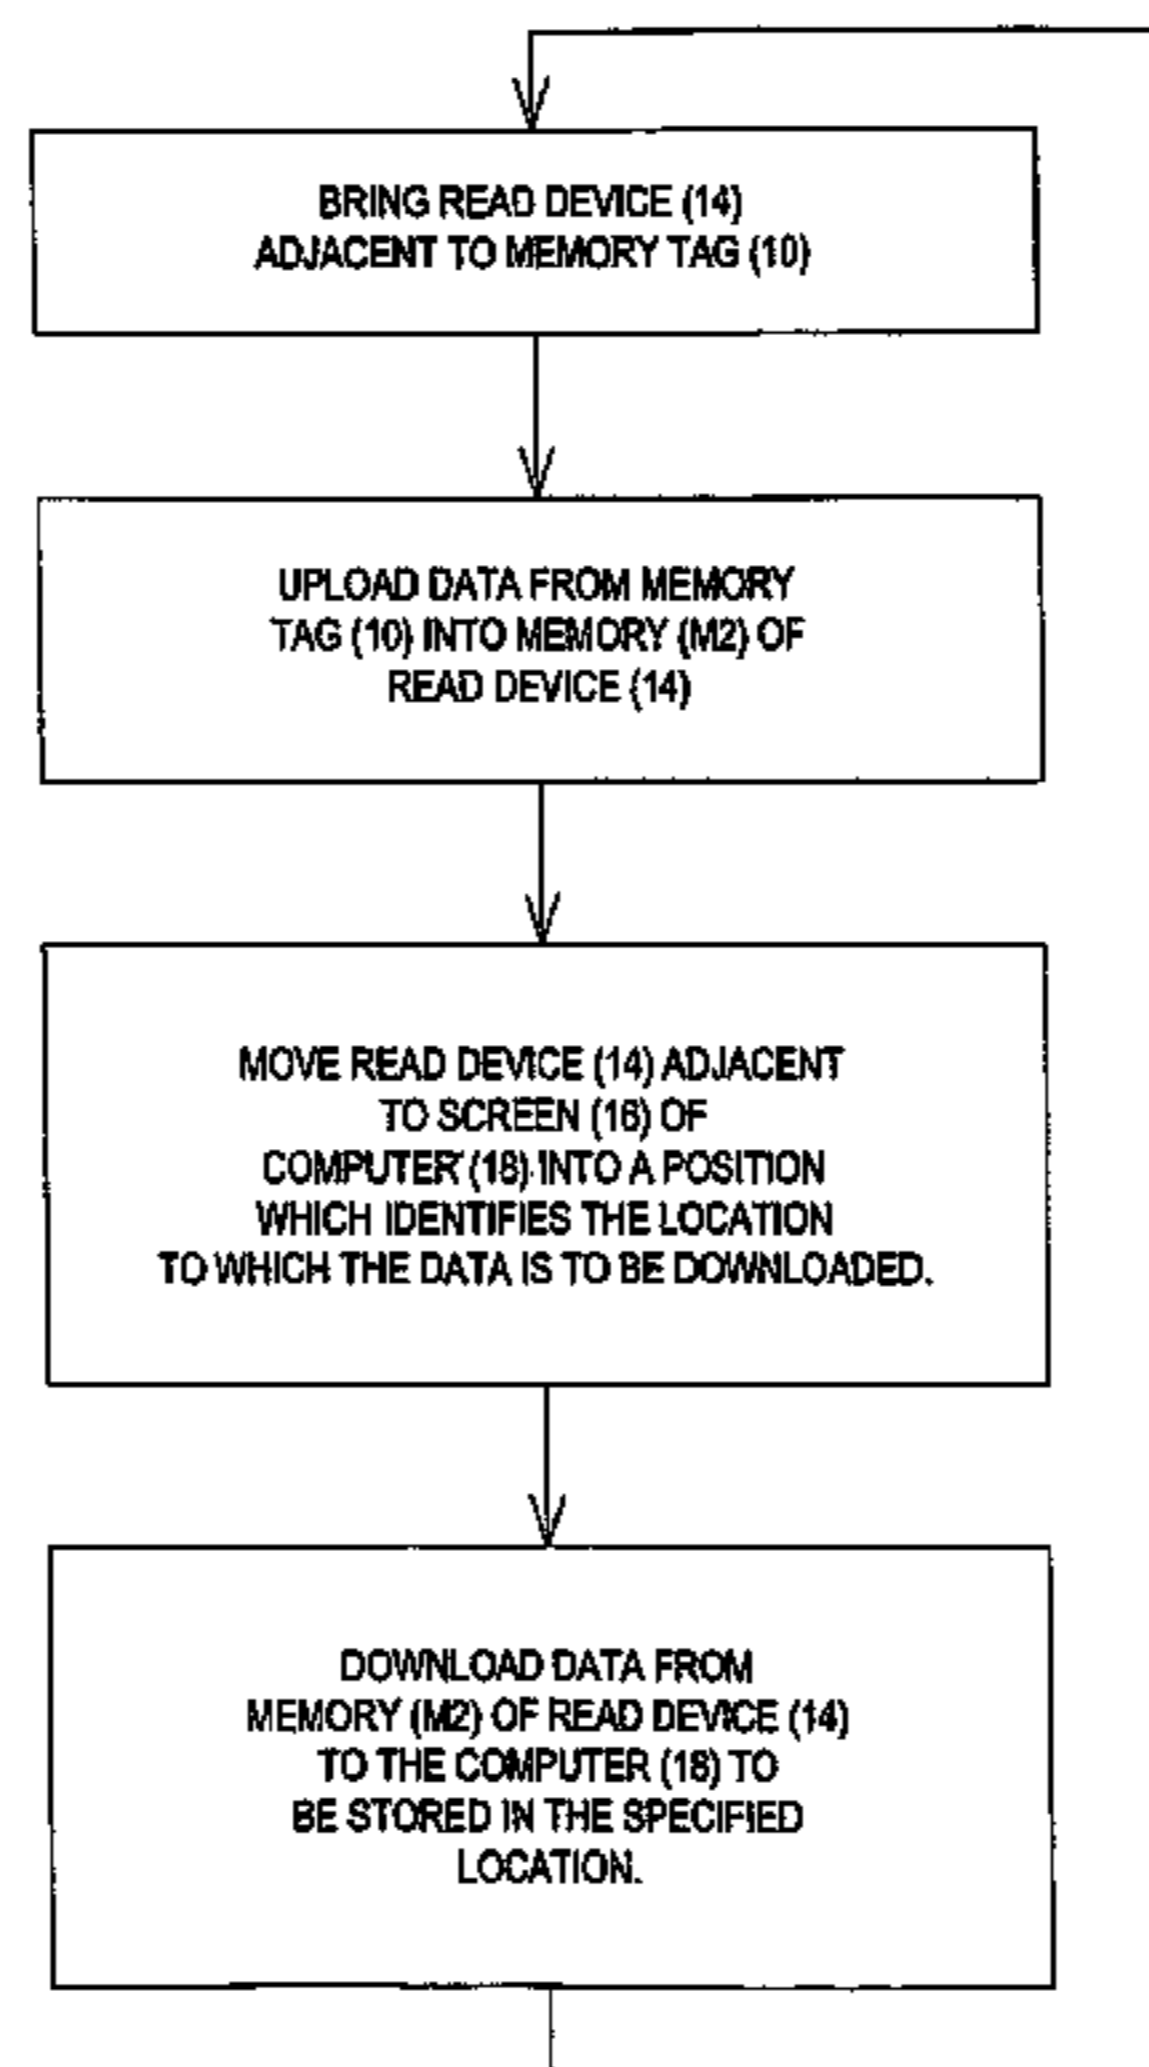 BRING READ DEVICE (14)
ADJACENT TO MEMORY TAG (10)
UPLOAD DATA FROM MEMORY
TAG (10) INTO MEMORY (M2) OF
READ DEVICE (14)
MOVE READ DEVICE (14) ADJACENT
TO SCREEN (16) OF
COMPUTER (18) INTO A POSITION
WHICH IDENTIFIES THE LOCATION
TO WHICH THE DATA IS TO BE DOWNLOADED.
DOWNLOAD DATA FROM
MEMORY (M2) OF READ DEVICE (14)
TO THE COMPUTER (18) TO
BE STORED IN THE SPECIFIED
LOCATION.